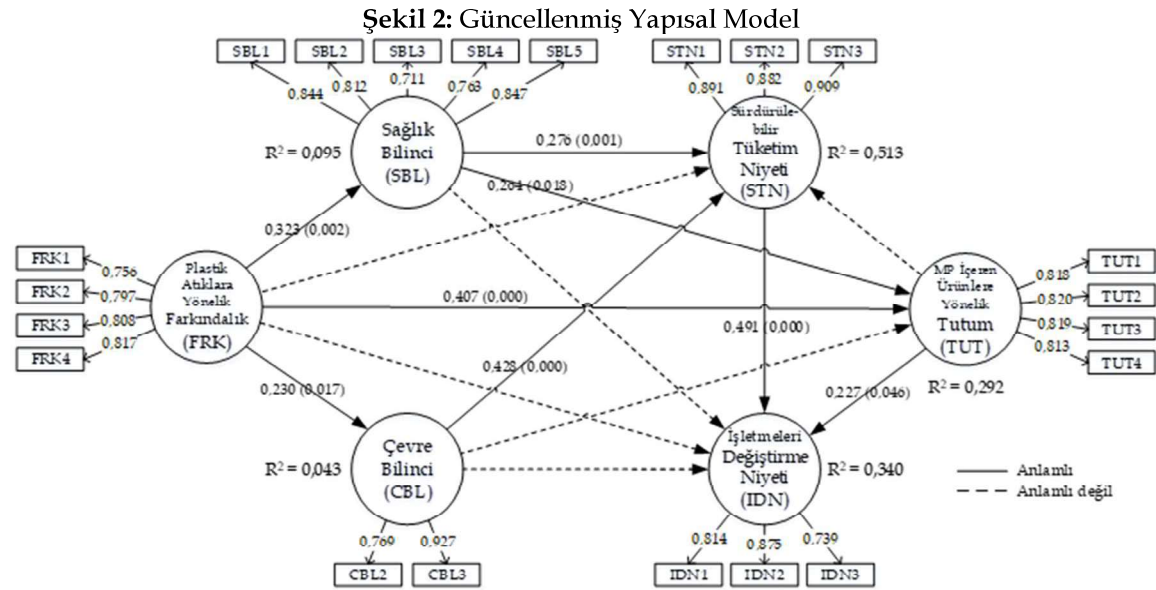 Şekil 2: Güncellenmiş Yapısal Model
SBL1 SBL2 SBL3 SBL4 SBL5
STN1 STN2 STN3
0,844 0,812 0,711 0,763 0,847
0,891 0,882 0,909
Sağlık
Bilinci
(SBL)
R² = 0,095
0,276 (0,001)
Sürdürüle-
bilir
Tüketim
Niyeti
(STN)
R² = 0,513
0,264 (0,018)
0,323 (0,002)
FRK1
FRK2
FRK3
FRK4
0,756
0,797
0,808
0,817
Plastik
Atıklara
Yönelik
Farkındalık
(FRK)
0,407 (0,000)
0,491 (0,000)
MP İçeren
Ürünlere
Yönelik
Tutum
(TUT)
0,818
0,820
0,819
0,813
TUT1
TUT2
TUT3
TUT4
R² = 0,292
0,230 (0,017)
0,428 (0,000)
0,227 (0,046)
Çevre
Bilinci
(CBL)
R² = 0,043
İşletmeleri
Değiştirme
Niyeti
(IDN)
R² = 0,340
Anlamlı
Anlamlı değil
0,769 0,927
0,814 0,875 0,739
CBL2 CBL3
IDN1 IDN2 IDN3